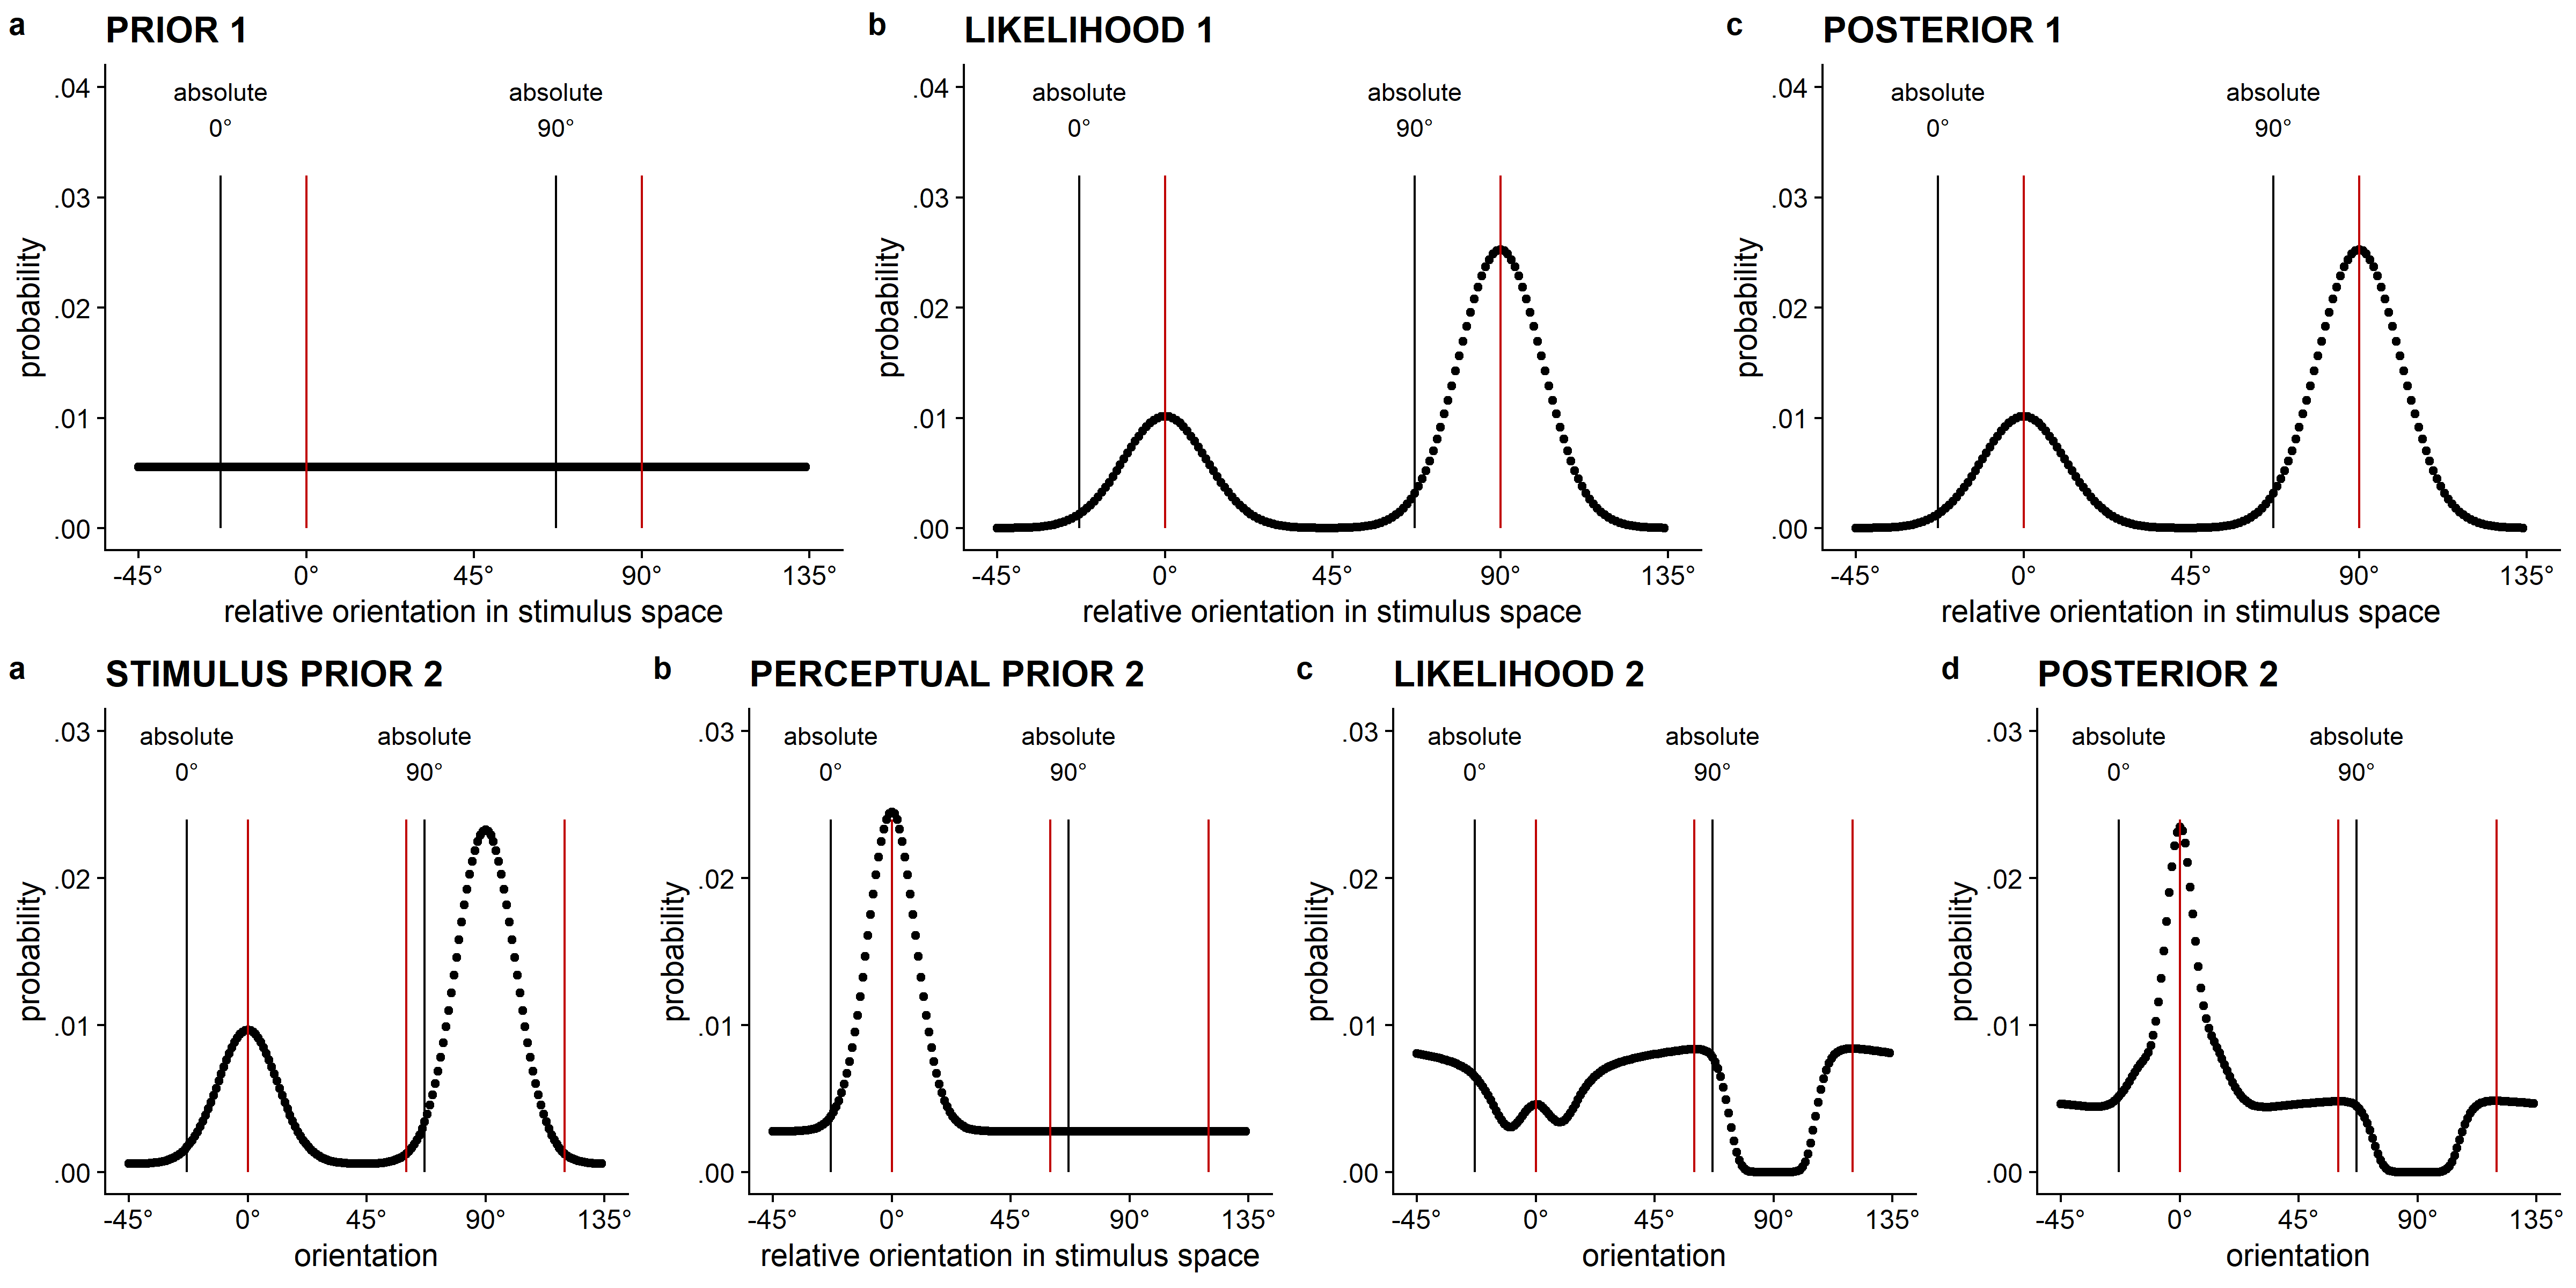 a PRIOR 1
absolute absolute
0° 90°
.04
.03
.02
.01
.00
probability
-45° 0° 45° 90° 135°
relative orientation in stimulus space
b LIKELIHOOD 1
absolute absolute
0° 90°
.04
.03
.02
.01
.00
probability
-45° 0° 45° 90° 135°
relative orientation in stimulus space
c POSTERIOR 1
absolute absolute
0° 90°
.04
.03
.02
.01
.00
probability
-45° 0° 45° 90° 135°
relative orientation in stimulus space
a STIMULUS PRIOR 2
absolute absolute
0° 90°
.03
.02
.01
.00
probability
-45° 0° 45° 90° 135°
orientation
b PERCEPTUAL PRIOR 2
absolute absolute
0° 90°
.03
.02
.01
.00
probability
-45° 0° 45° 90° 135°
relative orientation in stimulus space
c LIKELIHOOD 2
absolute absolute
0° 90°
.03
.02
.01
.00
probability
-45° 0° 45° 90° 135°
orientation
d POSTERIOR 2
absolute absolute
0° 90°
.03
.02
.01
.00
probability
-45° 0° 45° 90° 135°
orientation